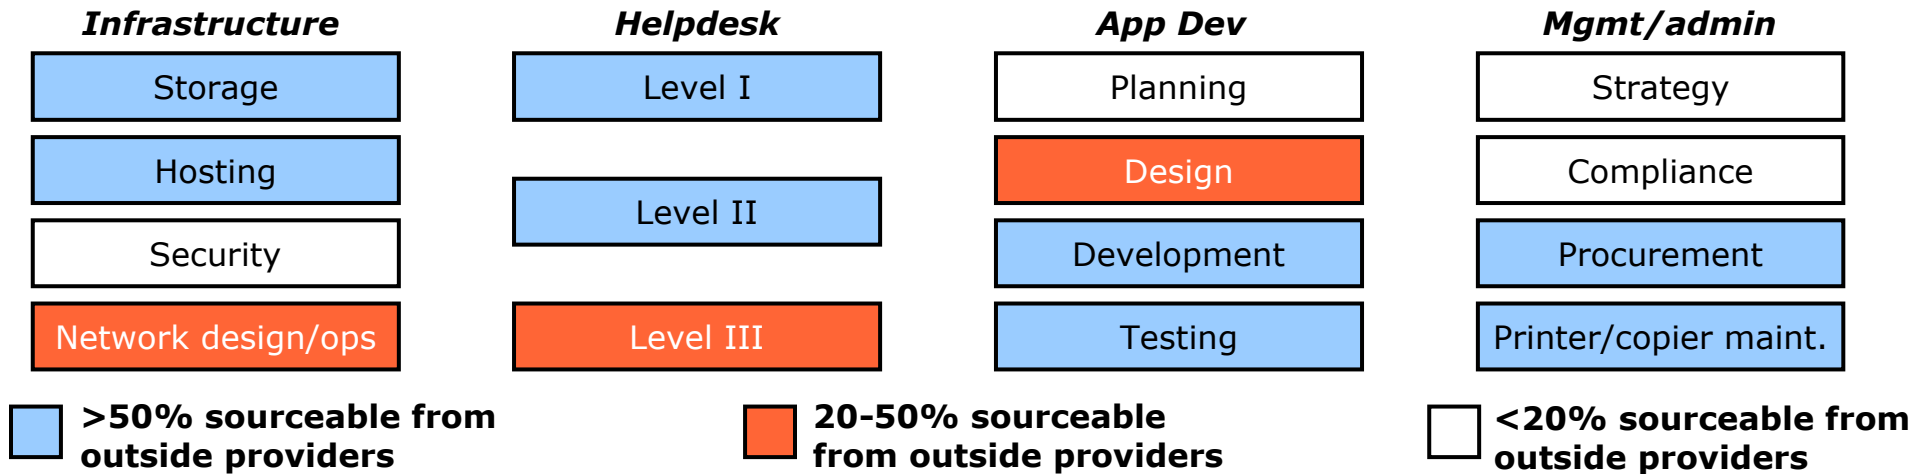 Infrastructure
Storage
Hosting
Security
Network design/ops
Helpdesk
Level I
Level II
Level III
App Dev
Planning
Design
Development
Testing
Mgmt/admin
Strategy
Compliance
Procurement
Printer/copier maint.
>50% sourceable from
outside providers
20-50% sourceable
from outside providers
<20% sourceable from
outside providers